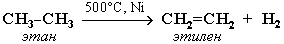 500°C, Ni
CH₃–CH₃ ⟶ CH₂=CH₂ + H₂
этан этилен